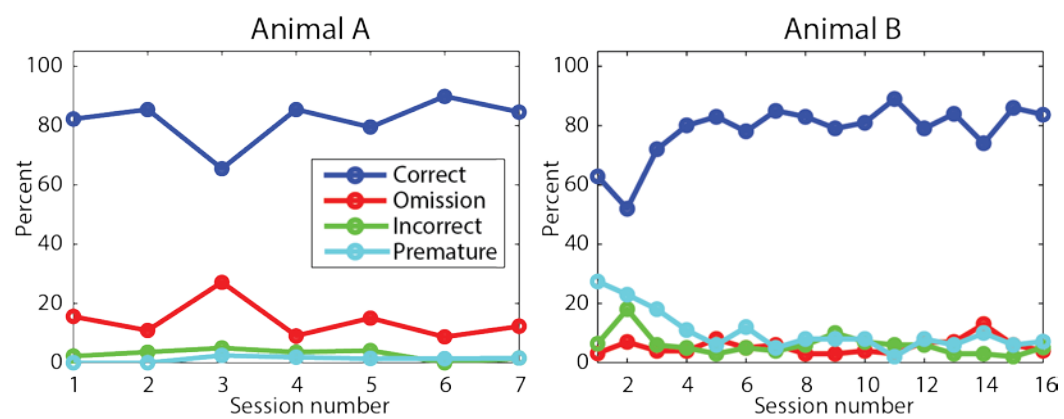 Animal A
Animal B
Percent
100
80
60
40
20
0
Correct
Omission
Incorrect
Premature
1 2 3 4 5 6 7
Session number
Percent
100
80
60
40
20
0
2 4 6 8 10 12 14 16
Session number